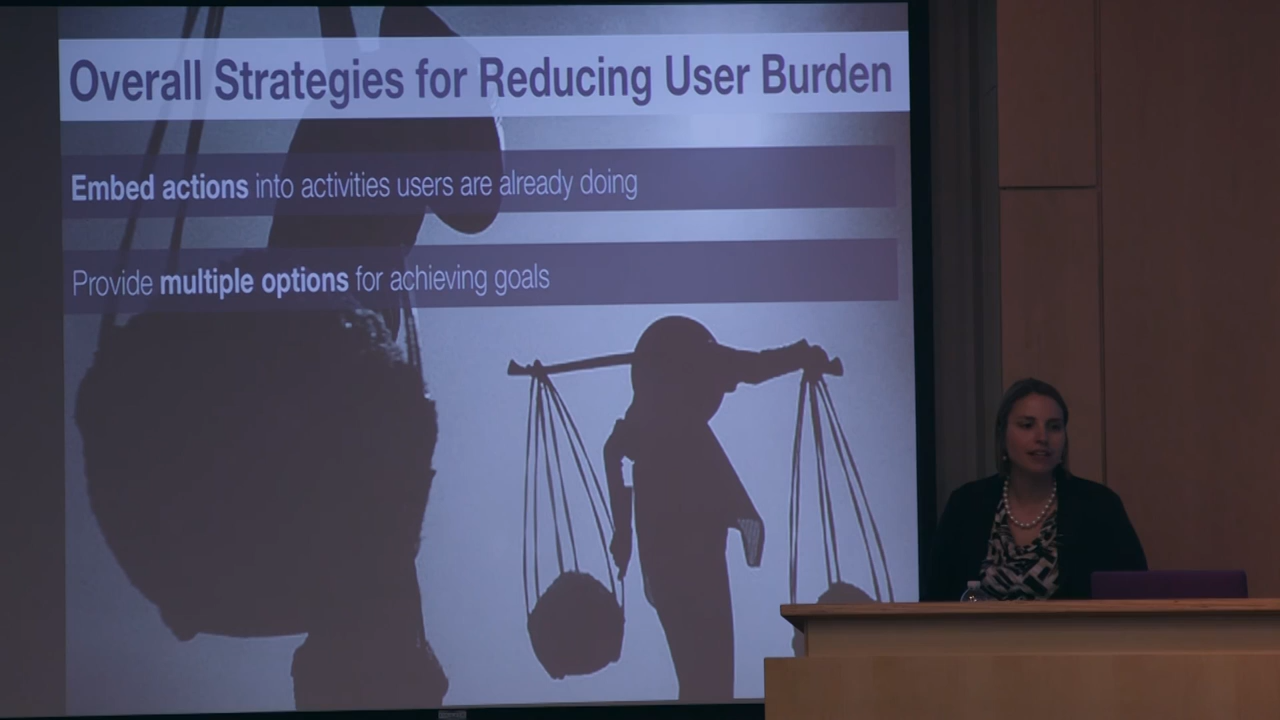 Overall Strategies for Reducing User Burden
Embed actions into activities users are already doing
Provide multiple options for achieving goals